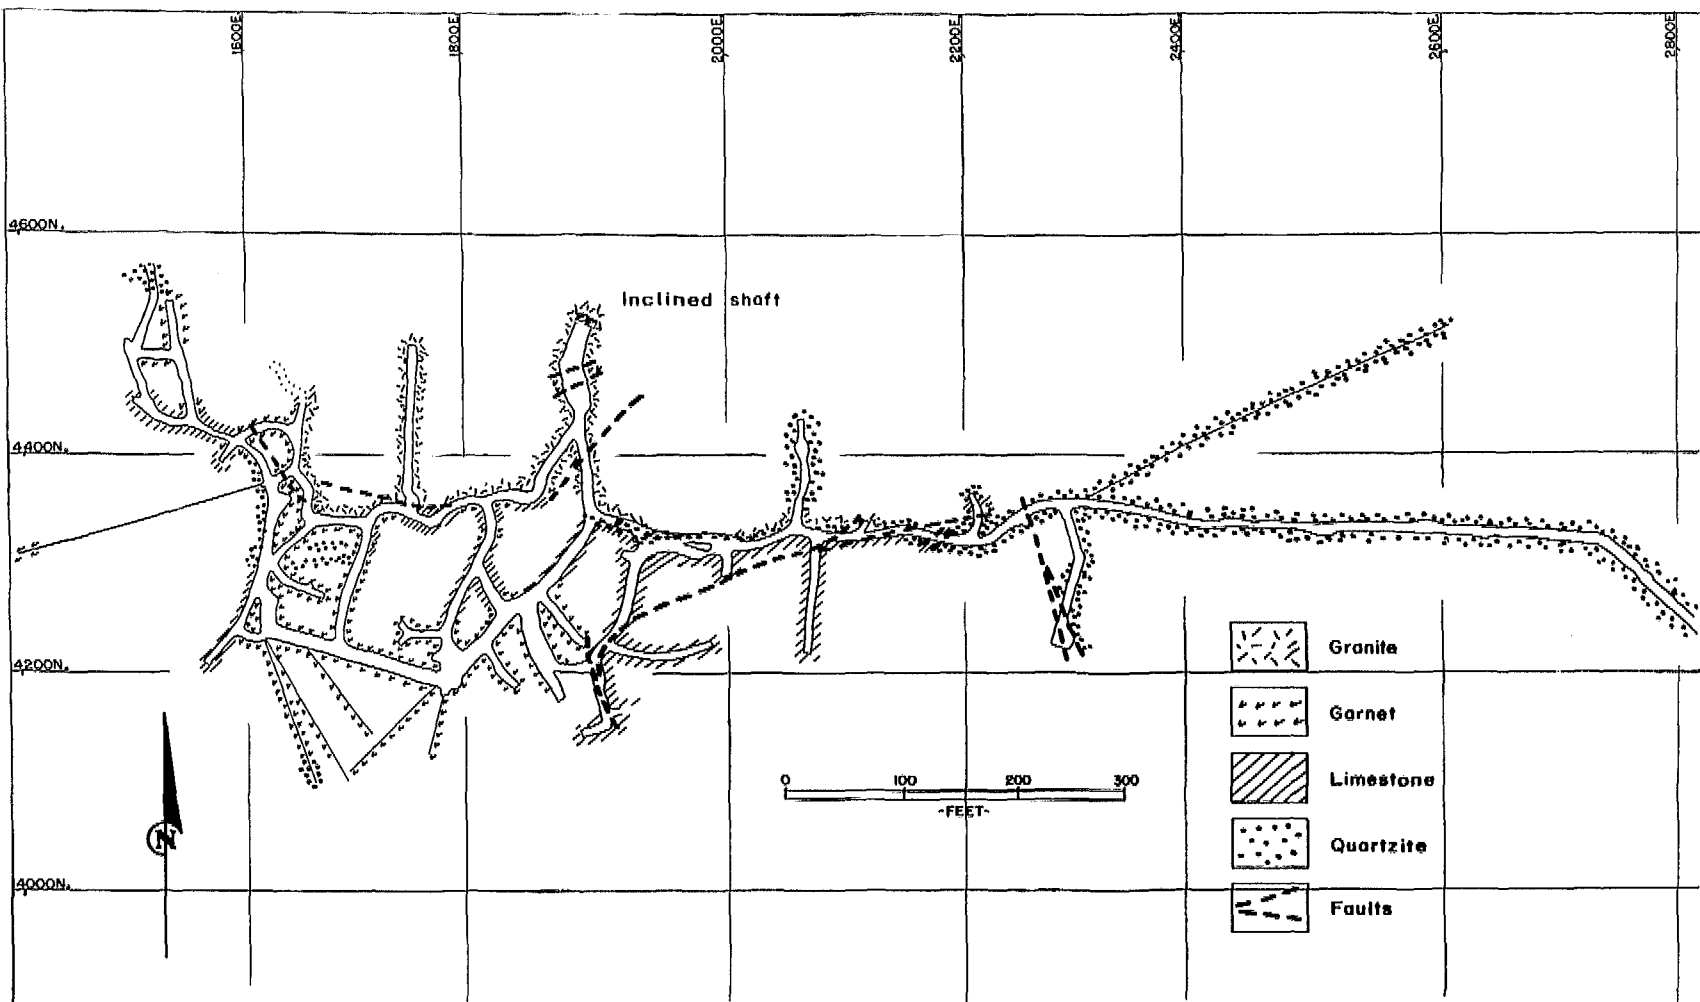 1600E
1800E
2000E
2200E
2400E
2600E
2800E
4600N.
Inclined shaft
4400N.
4200N.
4000N.
N
0 100 200 300
-FEET-
Granite
Garnet
Limestone
Quartzite
Faults